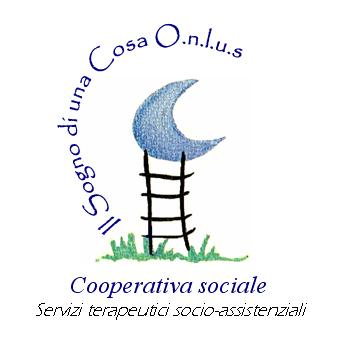 Il Sogno di una Cosa O.n.l.u.s
Cooperativa sociale
Servizi terapeutici socio-assistenziali